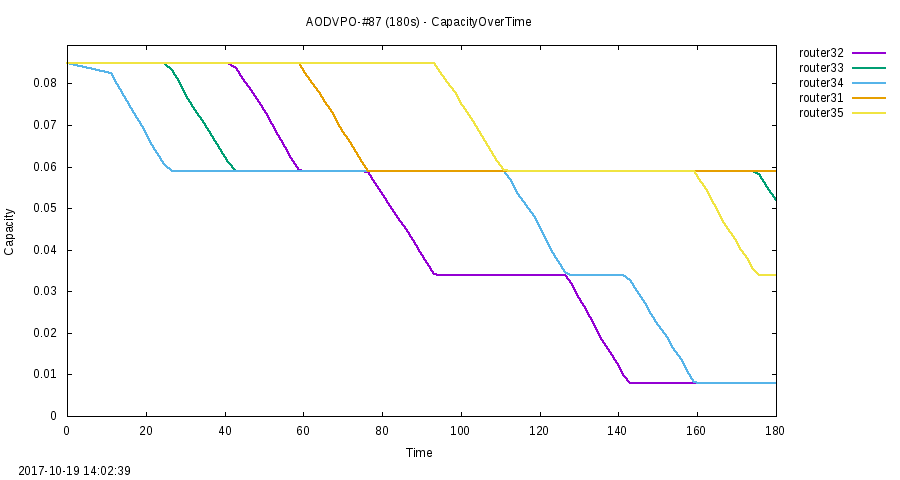 AODVPO-#87 (180s) - CapacityOverTime
router32
router33
router34
router31
router35
0.08
0.07
0.06
0.05
0.04
0.03
0.02
0.01
0
Capacity
0 20 40 60 80 100 120 140 160 180
Time
2017-10-19 14:02:39